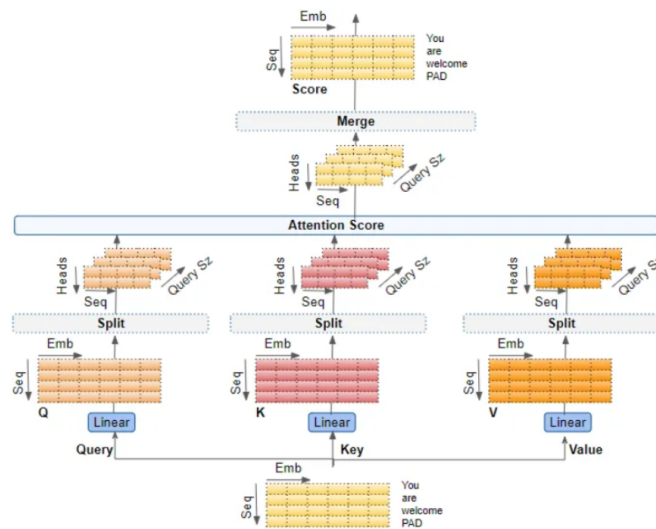 Emb
Seq
You
are
welcome
PAD
Score
Merge
Heads
Seq
Query Sz
Attention Score
Heads
Seq
Query Sz
Heads
Seq
Query Sz
Heads
Seq
Query Sz
Split
Split
Split
Emb
Seq
Emb
Seq
Emb
Seq
Q
K
V
Linear
Linear
Linear
Query
Key
Value
Emb
Seq
You
are
welcome
PAD